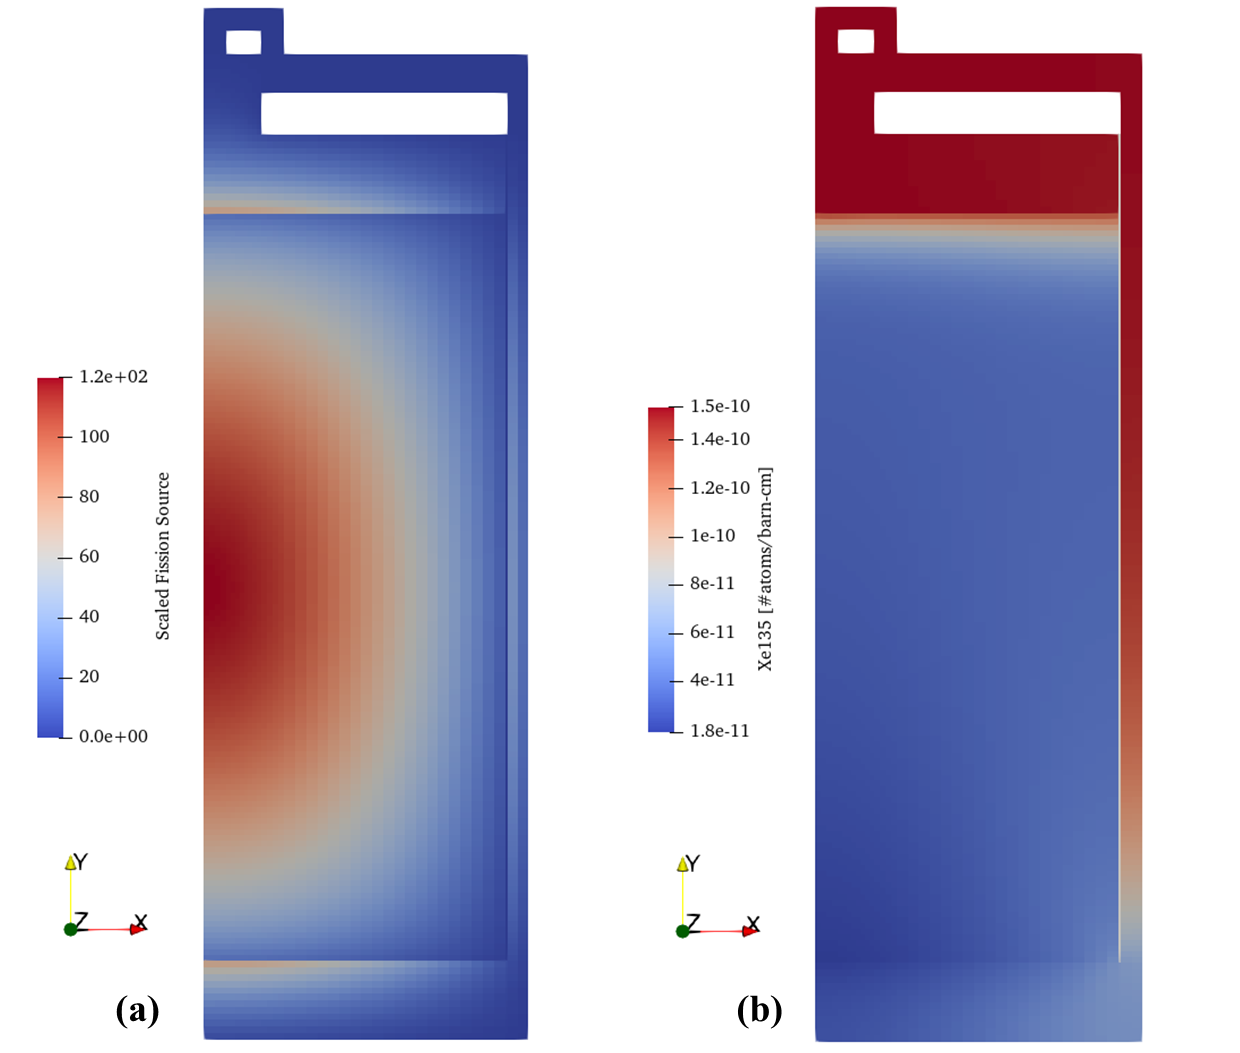 1.2e+02
100
80
60
40
20
0.0e+00
Scaled Fission Source
Y
Z
X
(a)
1.5e-10
1.4e-10
1.2e-10
1e-10
8e-11
6e-11
4e-11
1.8e-11
Xe135 [#atoms/barn-cm]
Y
Z
X
(b)